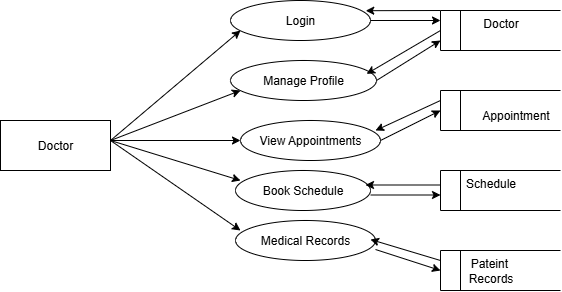 Login
Doctor
Manage Profile
Appointment
Doctor
View Appointments
Book Schedule
Schedule
Medical Records
Pateint
Records